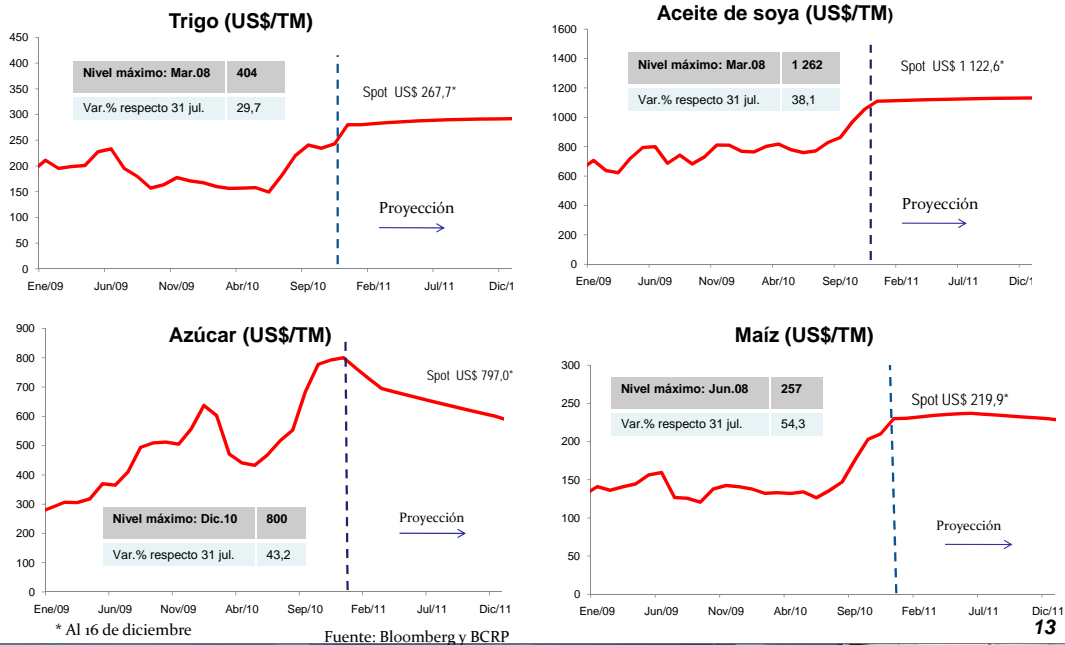 Trigo (US$/TM)
450
400
350
300
250
200
150
100
50
0
Nivel máximo: Mar.08 404
Var.% respecto 31 jul. 29,7
Spot US$ 267,7*
Proyección
Ene/09 Jun/09 Nov/09 Abr/10 Sep/10 Feb/11 Jul/11 Dic/1
Aceite de soya (US$/TM)
1600
1400
1200
1000
800
600
400
200
0
Nivel máximo: Mar.08 1 262
Var.% respecto 31 jul. 38,1
Spot US$ 1 122,6*
Proyección
Ene/09 Jun/09 Nov/09 Abr/10 Sep/10 Feb/11 Jul/11 Dic/1
Azúcar (US$/TM)
900
800
700
600
500
400
300
200
100
0
Spot US$ 797,0*
Nivel máximo: Dic.10 800
Var.% respecto 31 jul. 43,2
Proyección
Ene/09 Jun/09 Nov/09 Abr/10 Sep/10 Feb/11 Jul/11 Dic/11
Maíz (US$/TM)
300
250
200
150
100
50
0
Nivel máximo: Jun.08 257
Var.% respecto 31 jul. 54,3
Spot US$ 219,9*
Proyección
Ene/09 Jun/09 Nov/09 Abr/10 Sep/10 Feb/11 Jul/11 Dic/11
* Al 16 de diciembre
Fuente: Bloomberg y BCRP
13